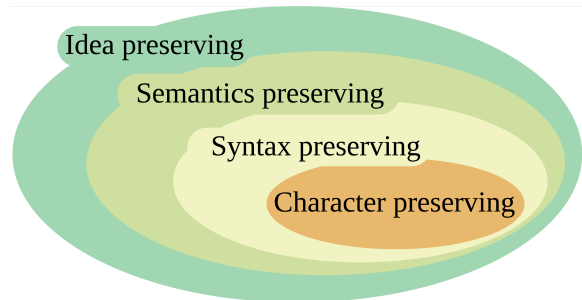 Idea preserving
Semantics preserving
Syntax preserving
Character preserving